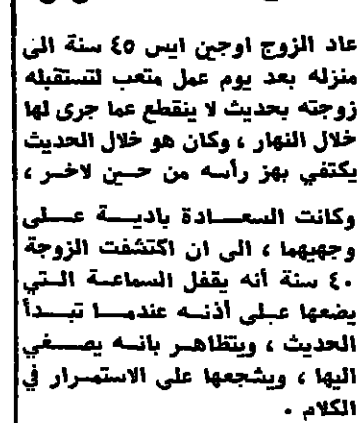 عاد الزوج اوجين ايس ٤٥ سنة الى
منزله بعد يوم عمل متعب لتستقبله
زوجته بحديث لا ينقطع عما جرى لها
خلال النهار ، وكان هو خلال الحديث
يكتفي بهز رأسه من حين لاخر ،
وكانت السعادة بادية على
وجهيهما ، الى ان اكتشفت الزوجة
٤٠ سنة أنه يقفل السماعة التي
يضعها على أذنه عندما تبدأ
الحديث ، ويتظاهر بانه يصغي
اليها ، ويشجعها على الاستمرار في
الكلام .